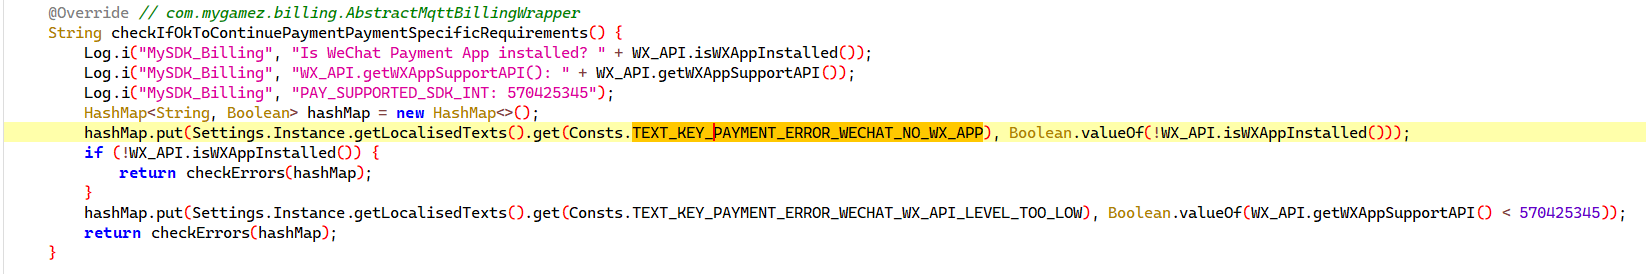 @Override // com.mygamez.billing.AbstractMqttBillingWrapper
String checkIfOkToContinuePaymentPaymentSpecificRequirements() {
Log.i("MySDK_Billing", "Is WeChat Payment App installed? " + WX_API.isWXAppInstalled());
Log.i("MySDK_Billing", "WX_API.getWXAppSupportAPI(): " + WX_API.getWXAppSupportAPI());
Log.i("MySDK_Billing", "PAY_SUPPORTED_SDK_INT: 570425345");
HashMap<String, Boolean> hashMap = new HashMap<>();
hashMap.put(Settings.Instance.getLocalisedTexts().get(Consts.TEXT_KEY_PAYMENT_ERROR_WECHAT_NO_WX_APP), Boolean.valueOf(!WX_API.isWXAppInstalled()));
if (!WX_API.isWXAppInstalled()) {
return checkErrors(hashMap);
}
hashMap.put(Settings.Instance.getLocalisedTexts().get(Consts.TEXT_KEY_PAYMENT_ERROR_WECHAT_WX_API_LEVEL_TOO_LOW), Boolean.valueOf(WX_API.getWXAppSupportAPI() < 570425345));
return checkErrors(hashMap);
}